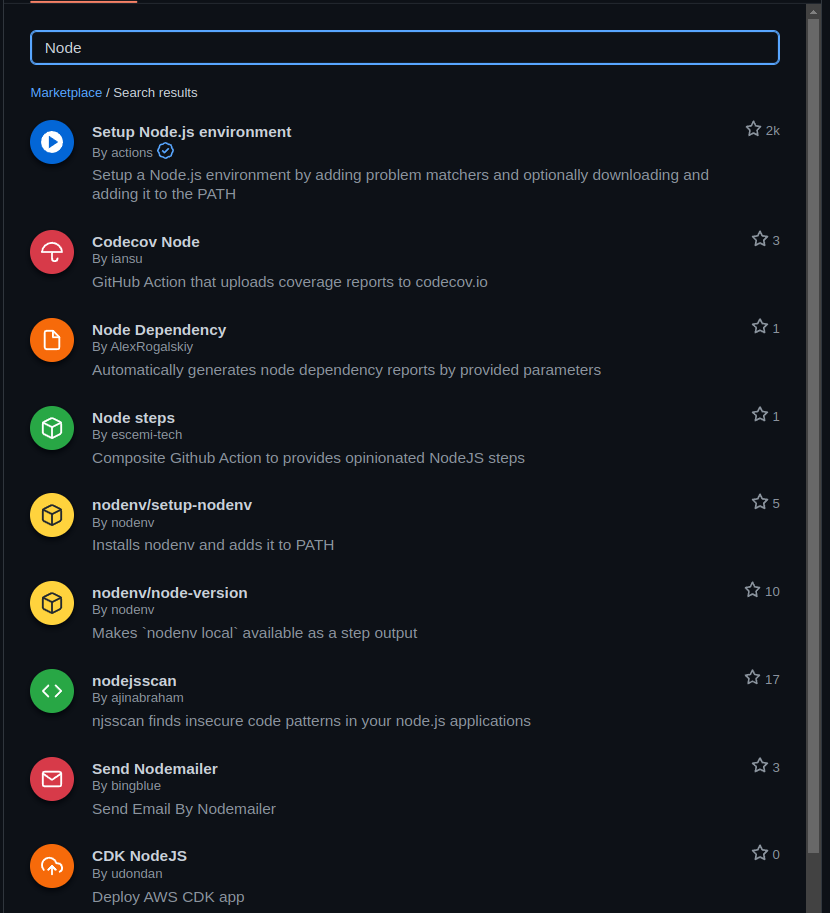 Node
Marketplace / Search results
Setup Node.js environment
2k
By actions
Setup a Node.js environment by adding problem matchers and optionally downloading and
adding it to the PATH
Codecov Node
3
By iansu
GitHub Action that uploads coverage reports to codecov.io
Node Dependency
1
By AlexRogalskiy
Automatically generates node dependency reports by provided parameters
Node steps
1
By escemi-tech
Composite Github Action to provides opinionated NodeJS steps
nodenv/setup-nodenv
5
By nodenv
Installs nodenv and adds it to PATH
nodenv/node-version
10
By nodenv
Makes `nodenv local` available as a step output
nodejsscan
17
By ajinabraham
njsscan finds insecure code patterns in your node.js applications
Send Nodemailer
3
By bingblue
Send Email By Nodemailer
CDK NodeJS
0
By udondan
Deploy AWS CDK app